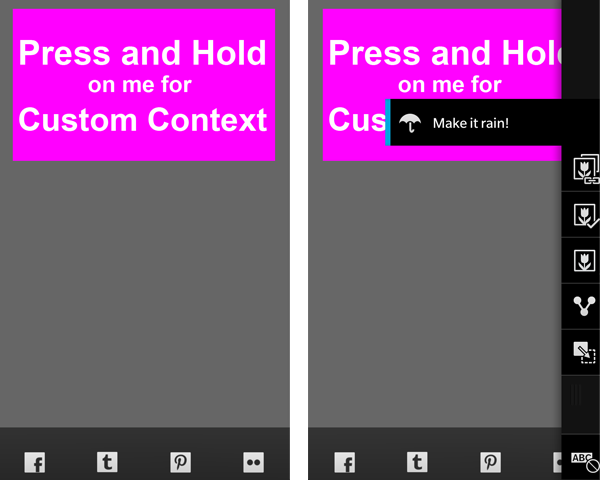 Press and Hold
on me for
Custom Context
f
t
P
Press and Hold
on me for
Cus
Make it rain!
f
t
P
ABC